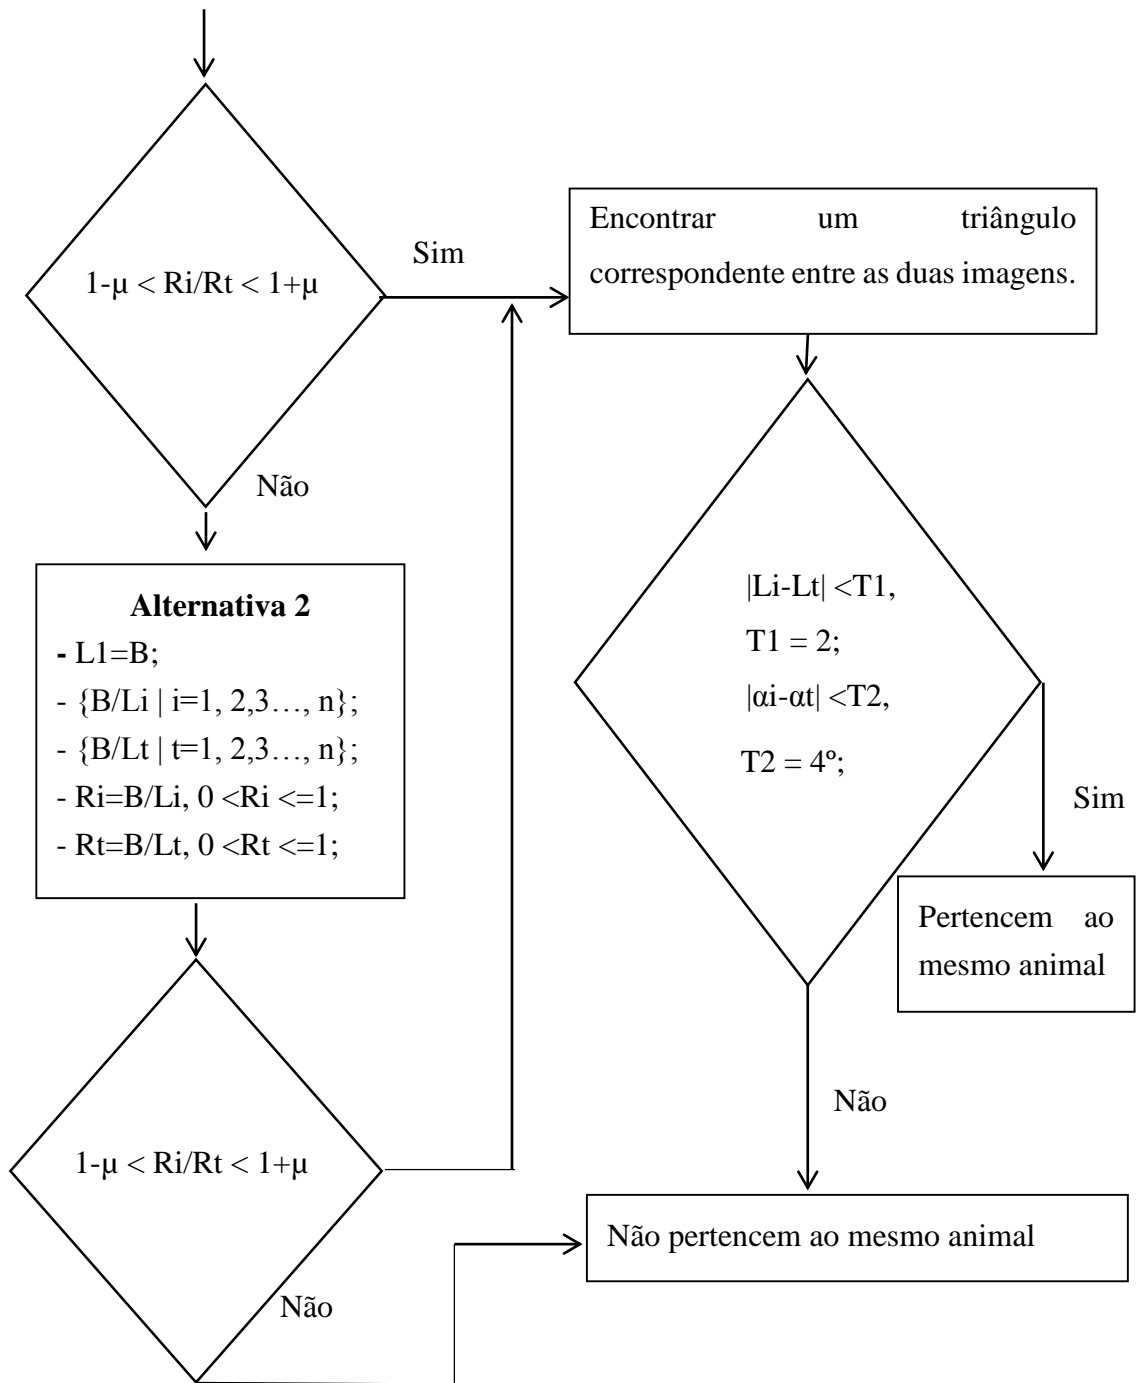 1-μ < Ri/Rt < 1+μ
Sim
Encontrar um triângulo
correspondente entre as duas imagens.
Não
Alternativa 2
- L1=B;
- {B/Li | i=1, 2,3…, n};
- {B/Lt | t=1, 2,3…, n};
- Ri=B/Li, 0 <Ri <=1;
- Rt=B/Lt, 0 <Rt <=1;
|Li-Lt| <T1,
T1 = 2;
|αi-αt| <T2,
T2 = 4º;
Sim
Pertencem ao
mesmo animal
Não
1-μ < Ri/Rt < 1+μ
Não pertencem ao mesmo animal
Não